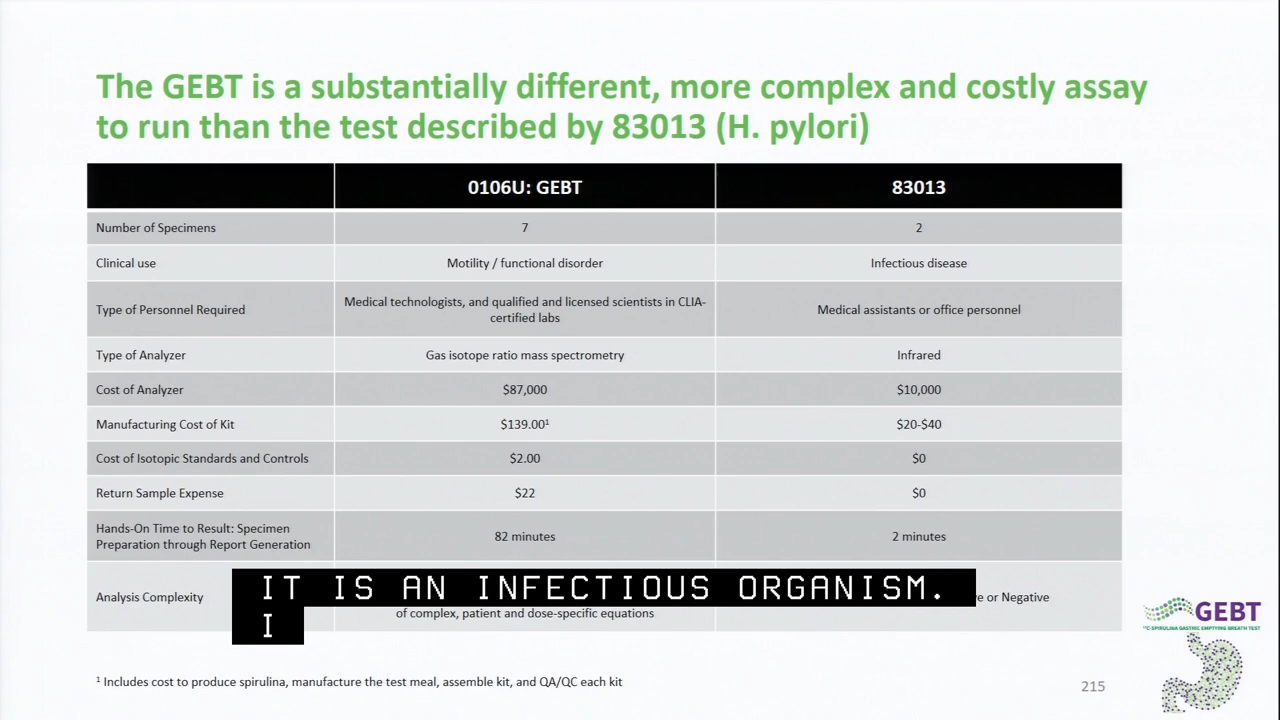 The GEBT is a substantially different, more complex and costly assay
to run than the test described by 83013 (H. pylori)
0106U: GEBT 83013
Number of Specimens 7 2
Clinical use Motility / functional disorder Infectious disease
Type of Personnel Required Medical technologists, and qualified and licensed scientists in CLIA-
certified labs Medical assistants or office personnel
Type of Analyzer Gas isotope ratio mass spectrometry Infrared
Cost of Analyzer $87,000 $10,000
Manufacturing Cost of Kit $139.00¹ $20-$40
Cost of Isotopic Standards and Controls $2.00 $0
Return Sample Expense $22 $0
Hands-On Time to Result: Specimen
Preparation through Report Generation 82 minutes 2 minutes
Analysis Complexity or Negative
of complex, patient and dose-specific equations
IT IS AN INFECTIOUS ORGANISM.
I
¹ Includes cost to produce spirulina, manufacture the test meal, assemble kit, and QA/QC each kit
215
GEBT
¹³C-SPIRULINA GASTRIC EMPTYING BREATH TEST